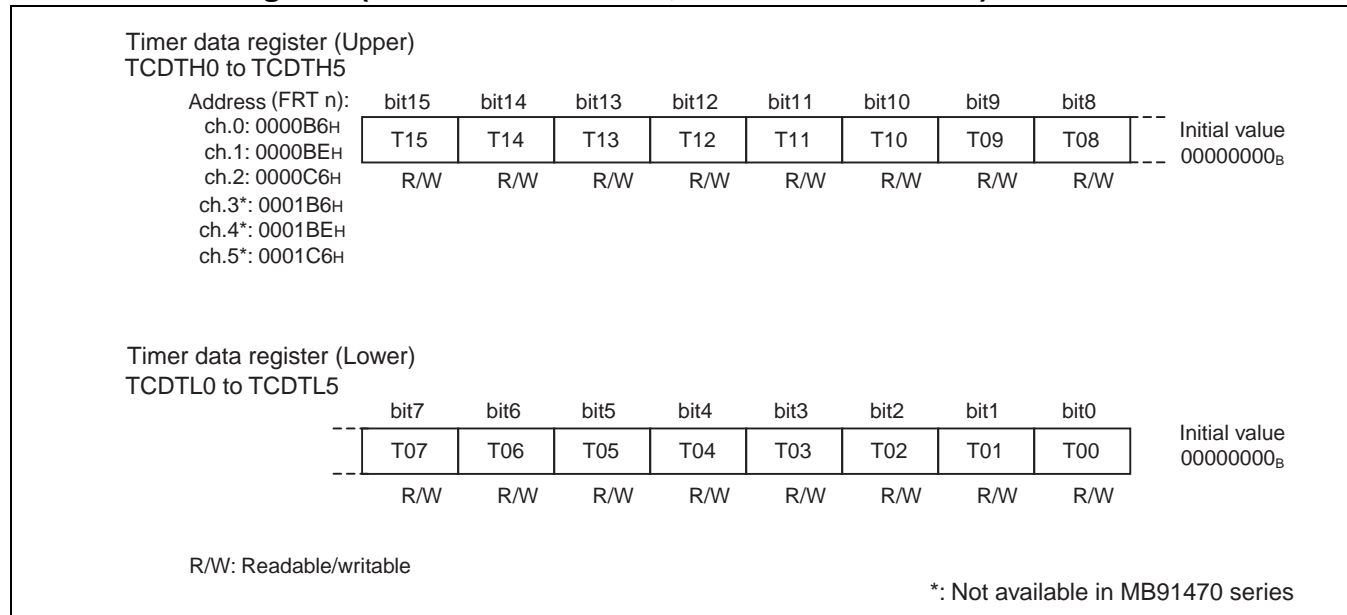 Timer data register (Upper)
TCDTH0 to TCDTH5
Address (FRT n): bit15 bit14 bit13 bit12 bit11 bit10 bit9 bit8
ch.0: 0000B6H
ch.1: 0000BEH
ch.2: 0000C6H
ch.3*: 0001B6H
ch.4*: 0001BEH
ch.5*: 0001C6H
T15 T14 T13 T12 T11 T10 T09 T08
R/W R/W R/W R/W R/W R/W R/W R/W
Initial value
00000000B
Timer data register (Lower)
TCDTL0 to TCDTL5
bit7 bit6 bit5 bit4 bit3 bit2 bit1 bit0
T07 T06 T05 T04 T03 T02 T01 T00
R/W R/W R/W R/W R/W R/W R/W R/W
Initial value
00000000B
R/W: Readable/writable
*: Not available in MB91470 series